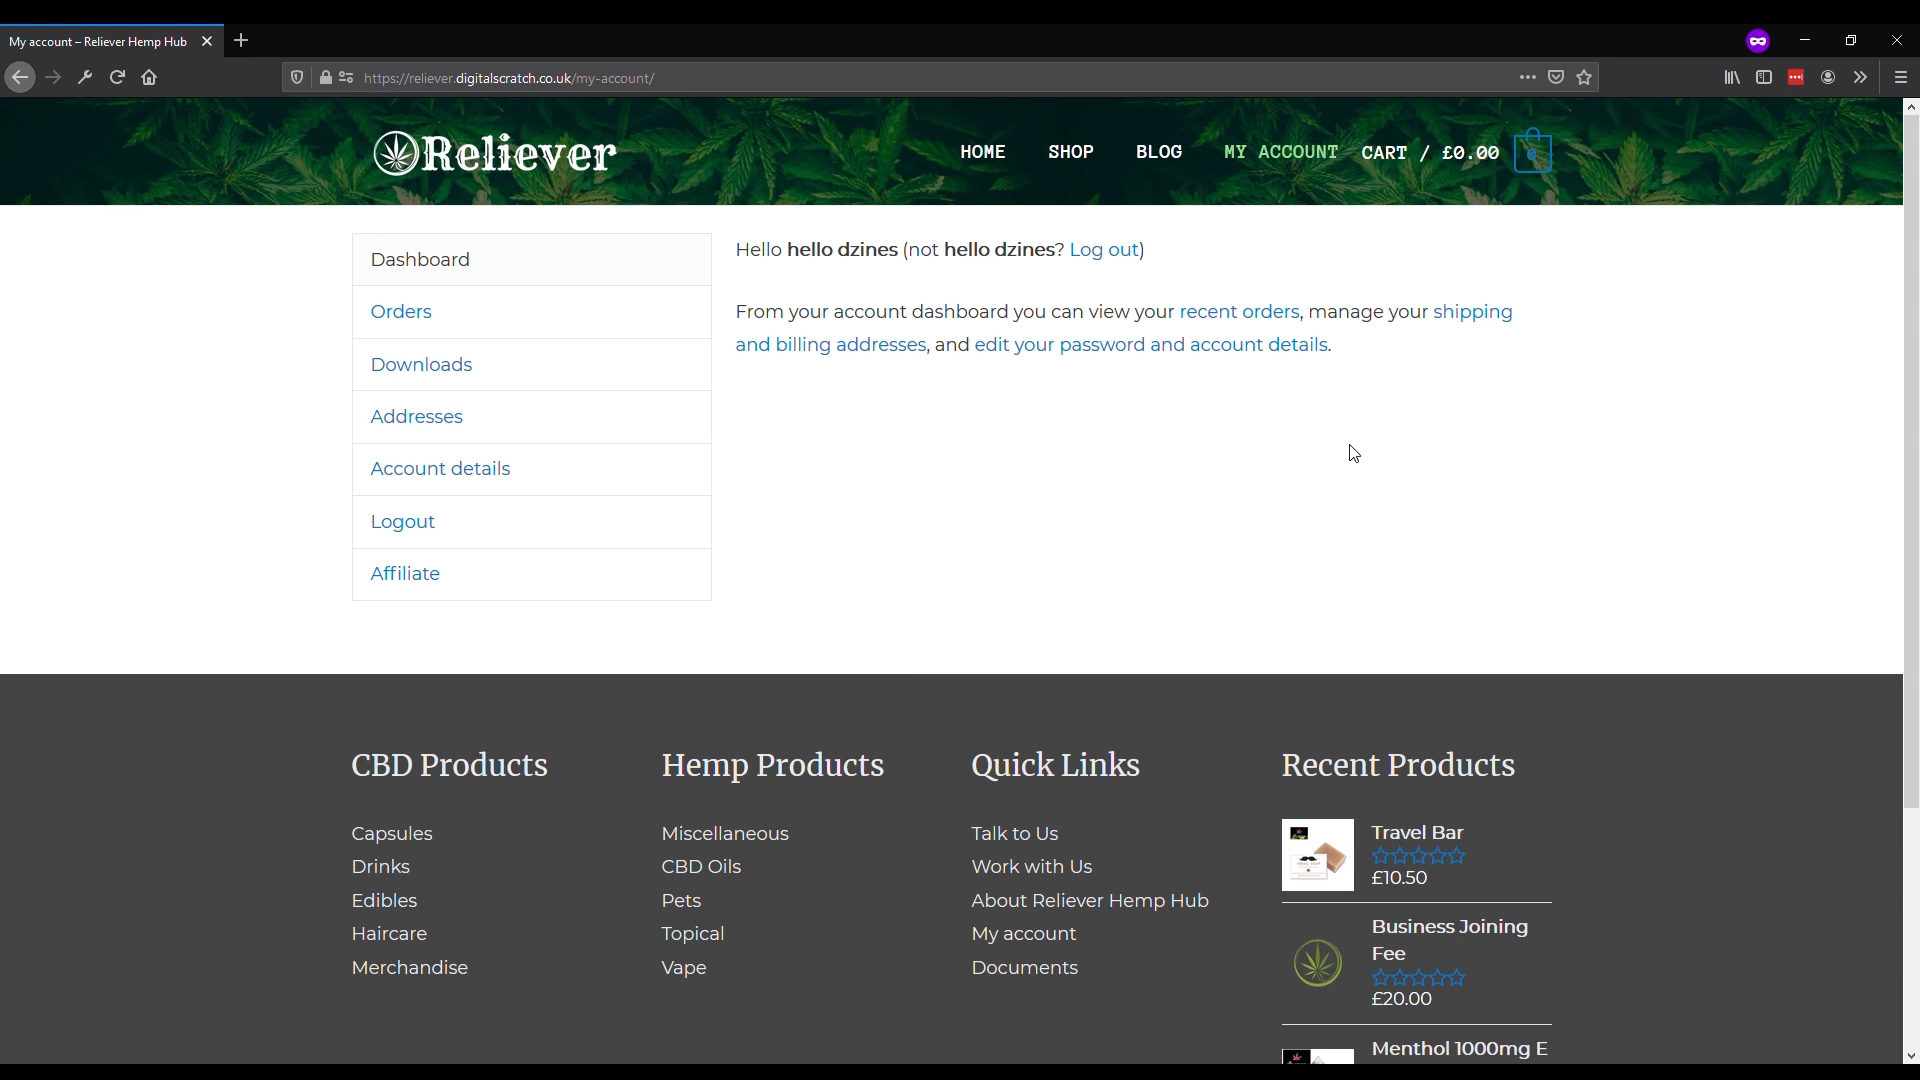 My account – Reliever Hemp Hub
https://reliever.digitalscratch.co.uk/my-account/
Reliever
HOME SHOP BLOG MY ACCOUNT CART / £0.00 0
Dashboard
Orders
Downloads
Addresses
Account details
Logout
Affiliate
Hello hello dzines (not hello dzines? Log out)
From your account dashboard you can view your recent orders, manage your shipping
and billing addresses, and edit your password and account details.
CBD Products
Capsules
Drinks
Edibles
Haircare
Merchandise
Hemp Products
Miscellaneous
CBD Oils
Pets
Topical
Vape
Quick Links
Talk to Us
Work with Us
About Reliever Hemp Hub
My account
Documents
Recent Products
Travel Bar
£10.50
Business Joining
Fee
£20.00
Menthol 1000mg E